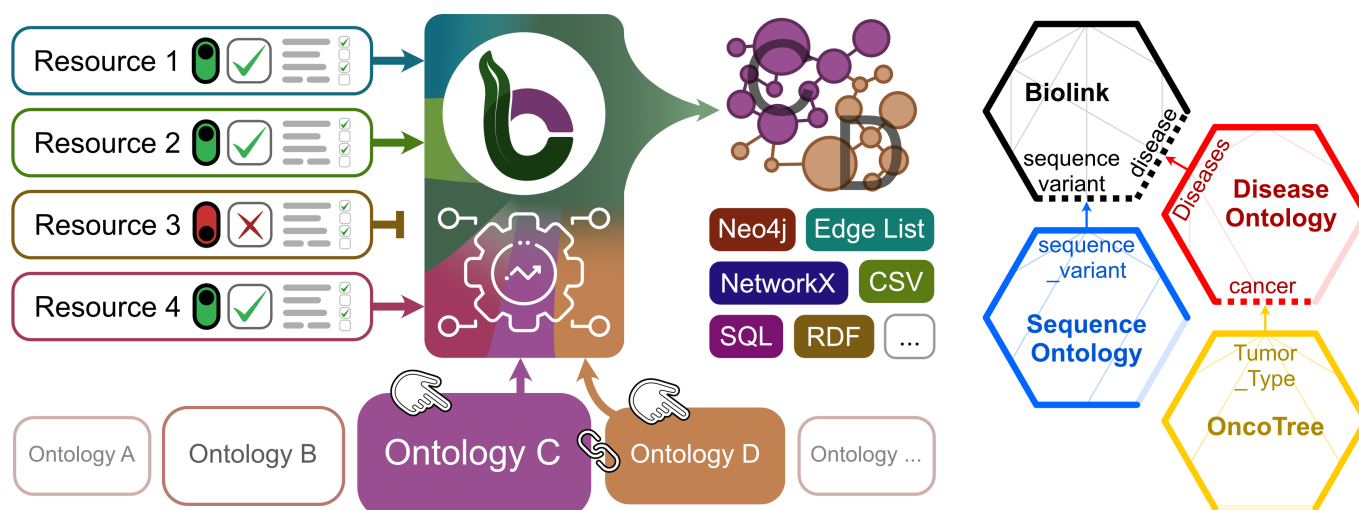 Resource 1
Resource 2
Resource 3
Resource 4
Ontology A
Ontology B
Ontology C
Ontology D
Ontology ...
C
D
Neo4j
Edge List
NetworkX
CSV
SQL
RDF
...
Biolink
disease
sequence
variant
Diseases
Disease
Ontology
cancer
sequence
_variant
Sequence
Ontology
Tumor
_Type
OncoTree